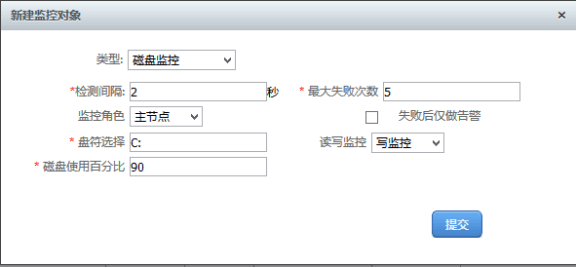 新建监控对象 ×
类型: 磁盘监控
*检测间隔: 2 秒 * 最大失败次数 5
监控角色 主节点 失败后仅做告警
* 盘符选择 C: 读写监控 写监控
* 磁盘使用百分比 90
提交